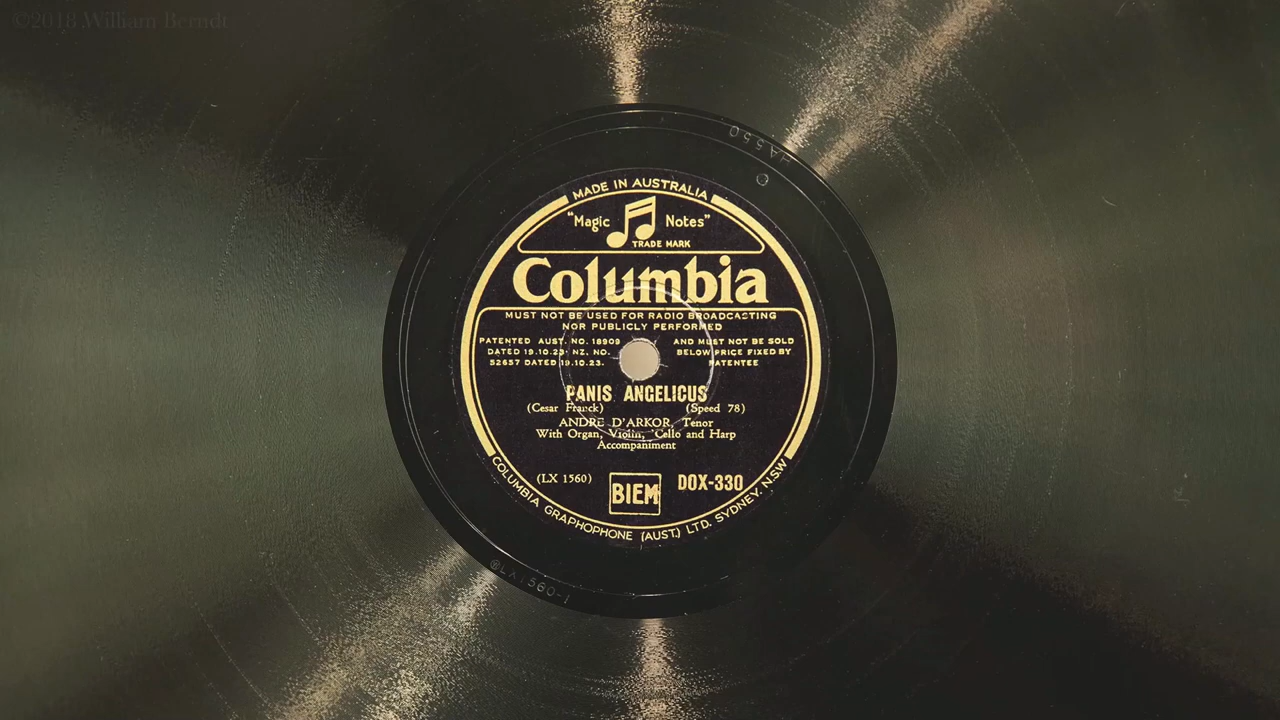 ©2018 William Berndt
MADE IN AUSTRALIA
"Magic Notes"
TRADE MARK
Columbia
MUST NOT BE USED FOR RADIO BROADCASTING
NOR PUBLICLY PERFORMED
PATENTED AUST. NO. 18909
DATED 19.10.23· NZ. NO.
52657 DATED 19.10.23.
AND MUST NOT BE SOLD
BELOW PRICE FIXED BY
PATENTEE
PANIS ANGELICUS
(Cesar Franck) (Speed 78)
ANDRE D'ARKOR, Tenor
With Organ, Violin, 'Cello and Harp
Accompaniment
(LX 1560) BIEM DOX-330
COLUMBIA GRAPHOPHONE (AUST.) LTD. SYDNEY. N.S.W
LX1560-1